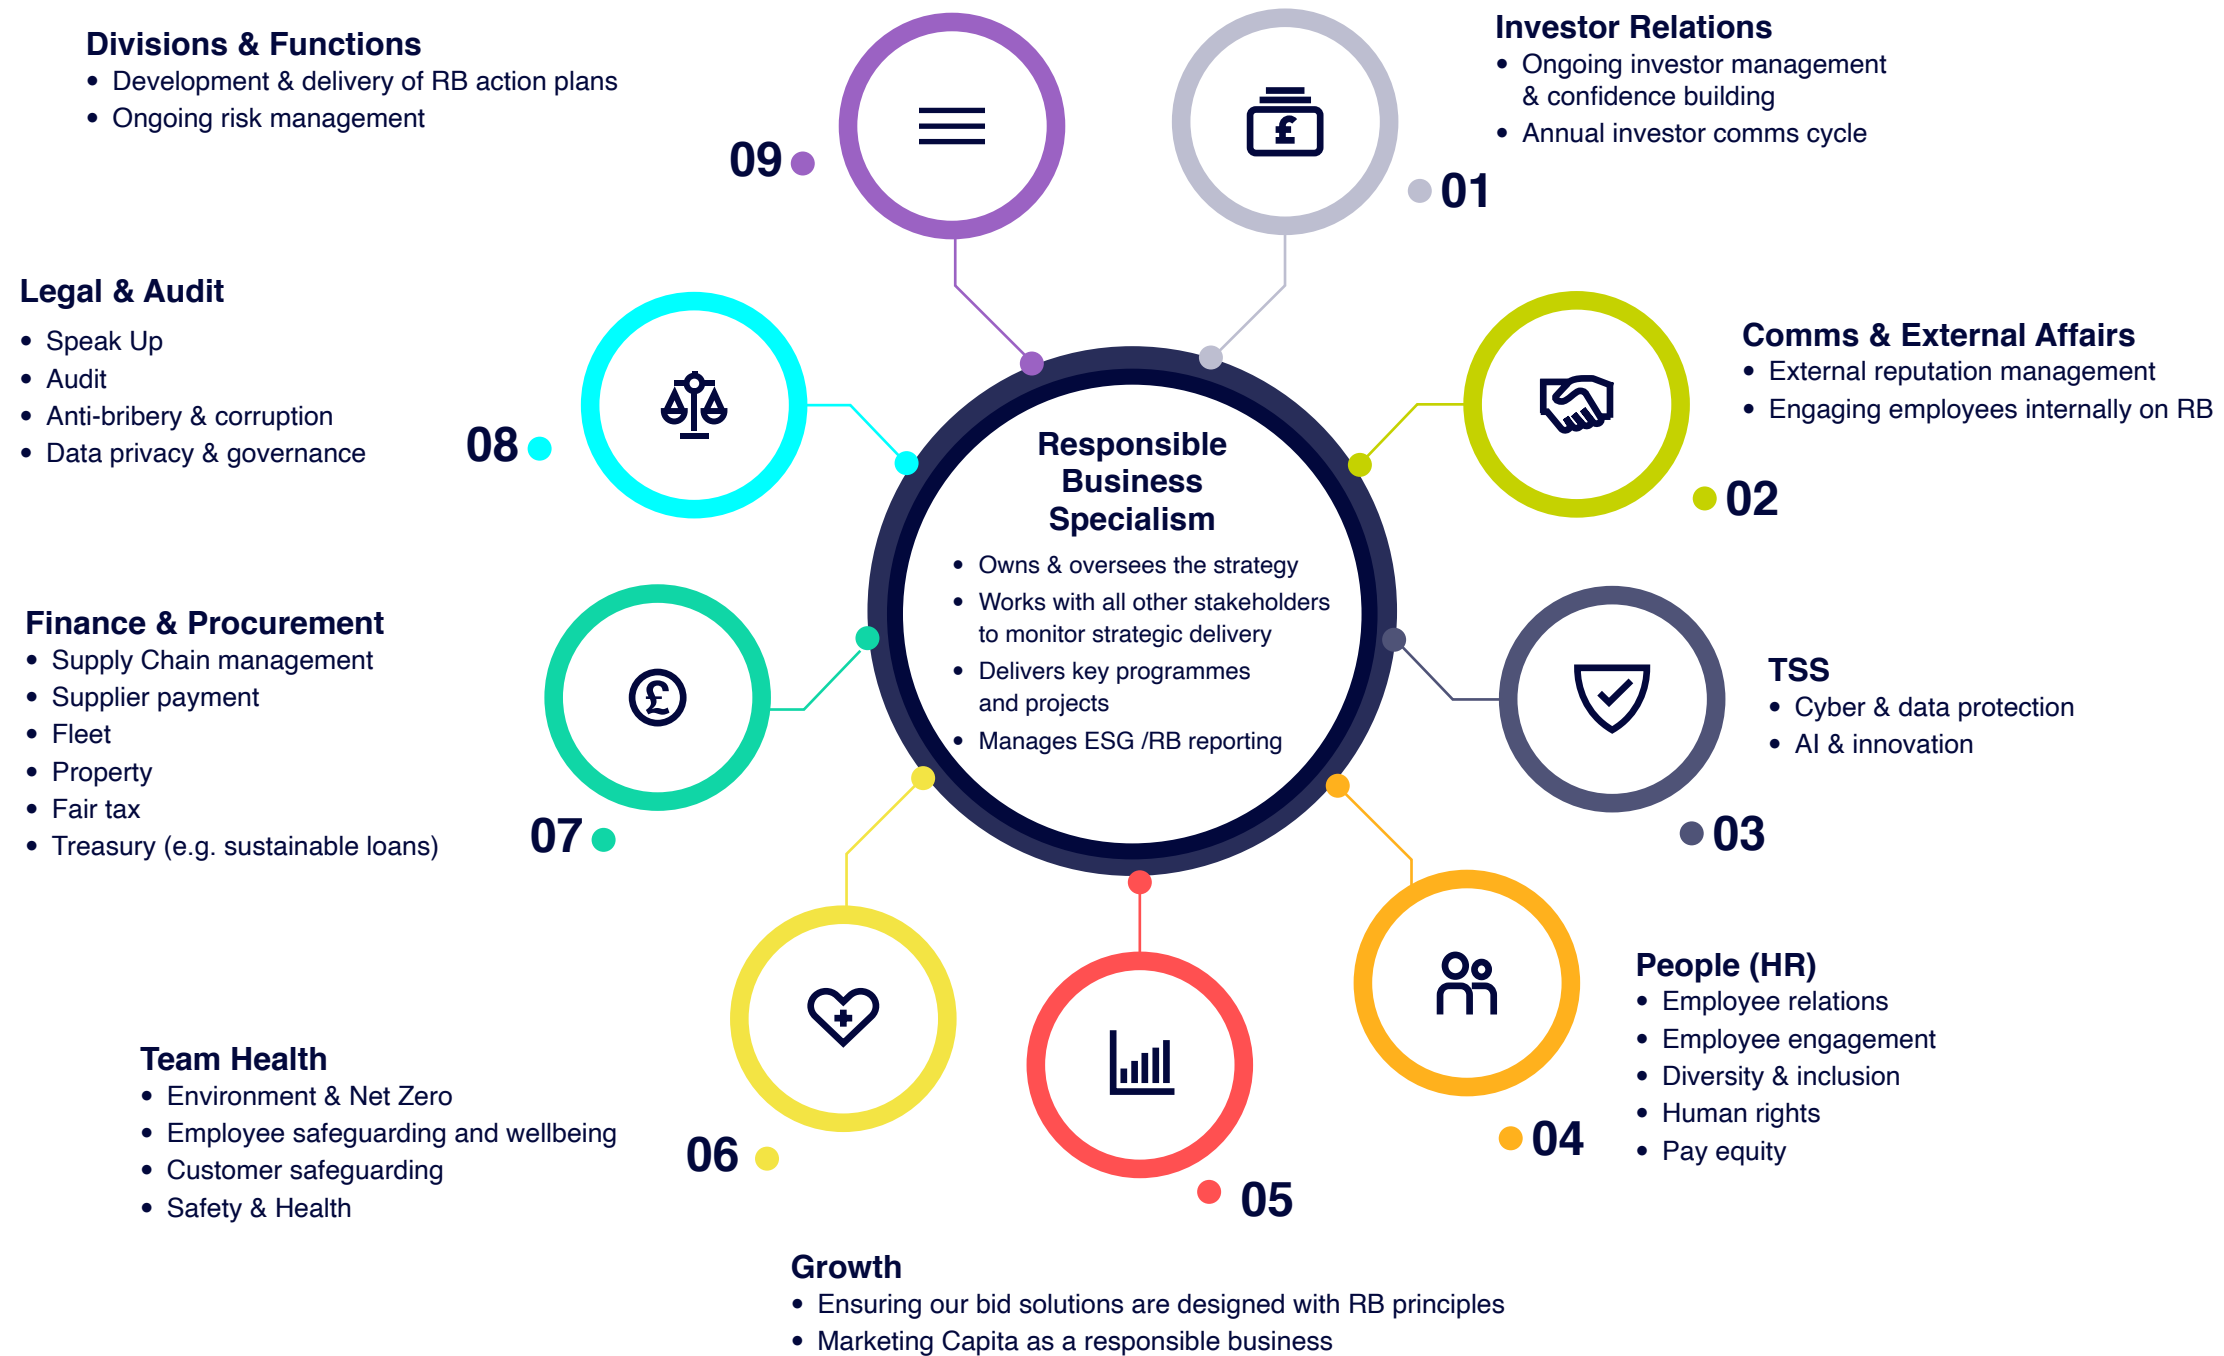 Responsible
Business
Specialism
• Owns & oversees the strategy
• Works with all other stakeholders
to monitor strategic delivery
• Delivers key programmes
and projects
• Manages ESG /RB reporting
01
Investor Relations
• Ongoing investor management
& confidence building
• Annual investor comms cycle
£
02
Comms & External Affairs
• External reputation management
• Engaging employees internally on RB
03
TSS
• Cyber & data protection
• AI & innovation
04
People (HR)
• Employee relations
• Employee engagement
• Diversity & inclusion
• Human rights
• Pay equity
05
Growth
• Ensuring our bid solutions are designed with RB principles
• Marketing Capita as a responsible business
06
Team Health
• Environment & Net Zero
• Employee safeguarding and wellbeing
• Customer safeguarding
• Safety & Health
07
Finance & Procurement
• Supply Chain management
• Supplier payment
• Fleet
• Property
• Fair tax
• Treasury (e.g. sustainable loans)
£
08
Legal & Audit
• Speak Up
• Audit
• Anti-bribery & corruption
• Data privacy & governance
09
Divisions & Functions
• Development & delivery of RB action plans
• Ongoing risk management